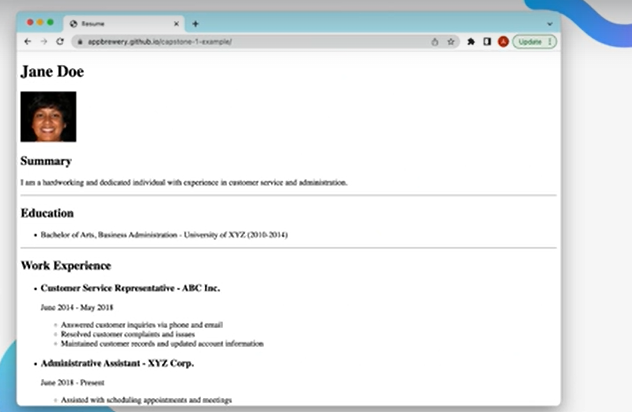 Resume
appbrewery.github.io/capstone-1-example/
Update
Jane Doe
Summary
I am a hardworking and dedicated individual with experience in customer service and administration.
Education
Bachelor of Arts, Business Administration - University of XYZ (2010-2014)
Work Experience
Customer Service Representative - ABC Inc.
June 2014 - May 2018
Answered customer inquiries via phone and email
Resolved customer complaints and issues
Maintained customer records and updated account information
Administrative Assistant - XYZ Corp.
June 2018 - Present
Assisted with scheduling appointments and meetings